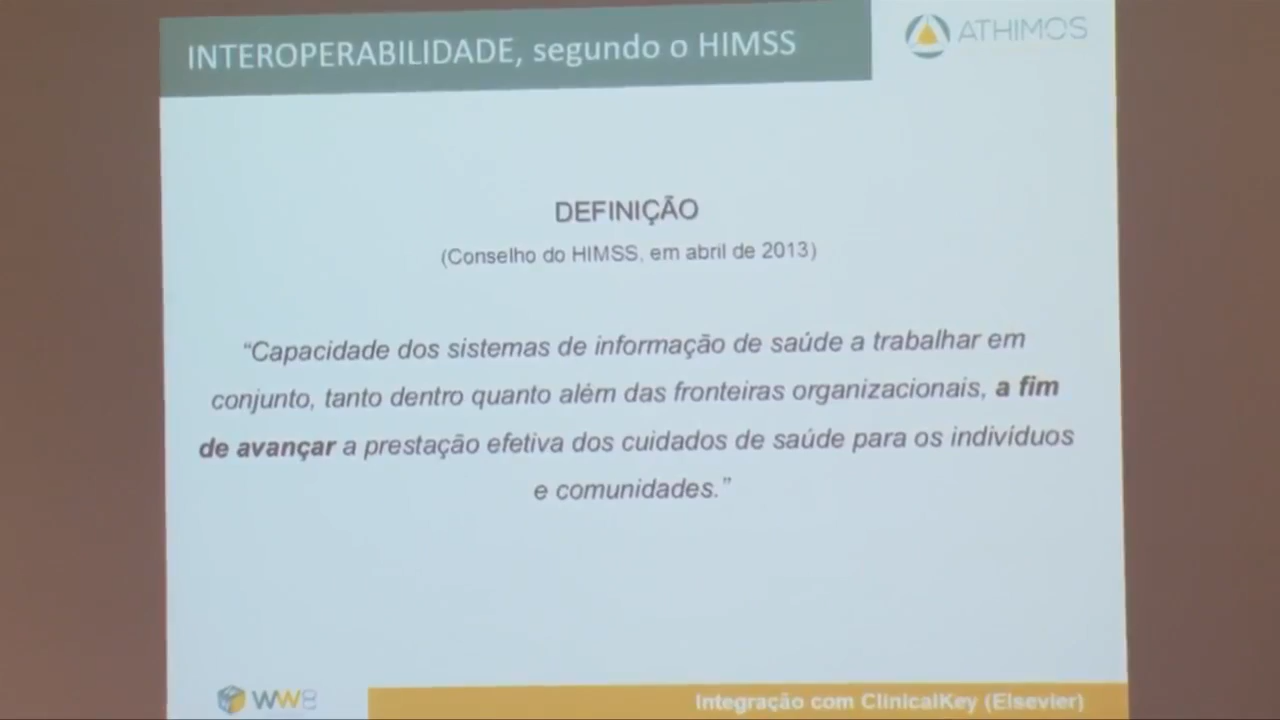 INTEROPERABILIDADE, segundo o HIMSS
ATHIMOS
DEFINIÇÃO
(Conselho do HIMSS, em abril de 2013)
“Capacidade dos sistemas de informação de saúde a trabalhar em
conjunto, tanto dentro quanto além das fronteiras organizacionais, a fim
de avançar a prestação efetiva dos cuidados de saúde para os indivíduos
e comunidades.”
WW8
Integração com ClinicalKey (Elsevier)